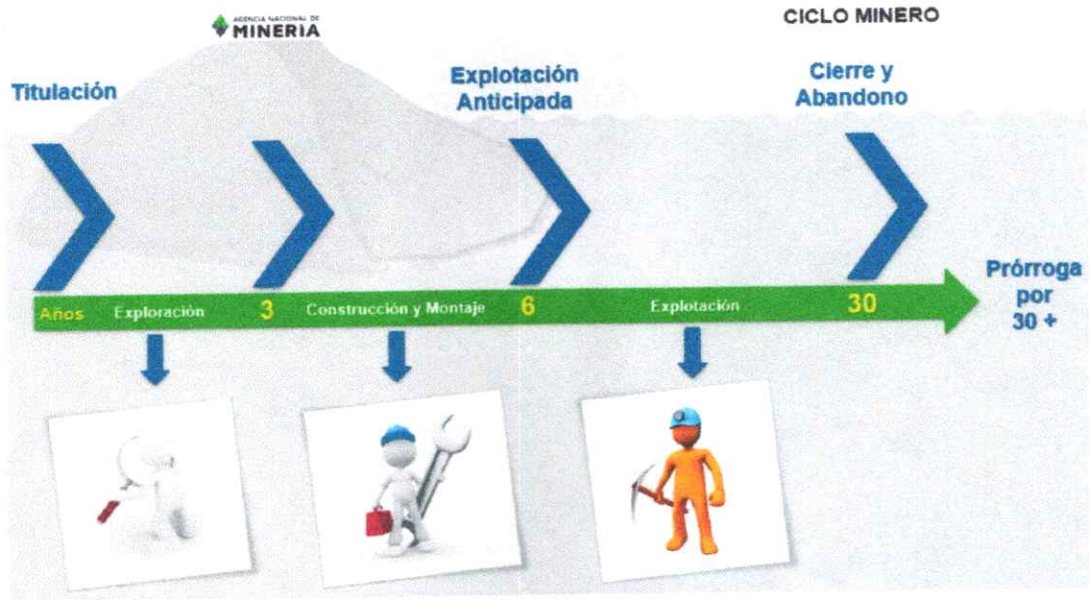 AGENCIA NACIONAL DE
MINERÍA
CICLO MINERO
Titulación
Explotación
Anticipada
Cierre y
Abandono
Años
Exploración
3
Construcción y Montaje
6
Explotación
30
Prórroga
por
30 +